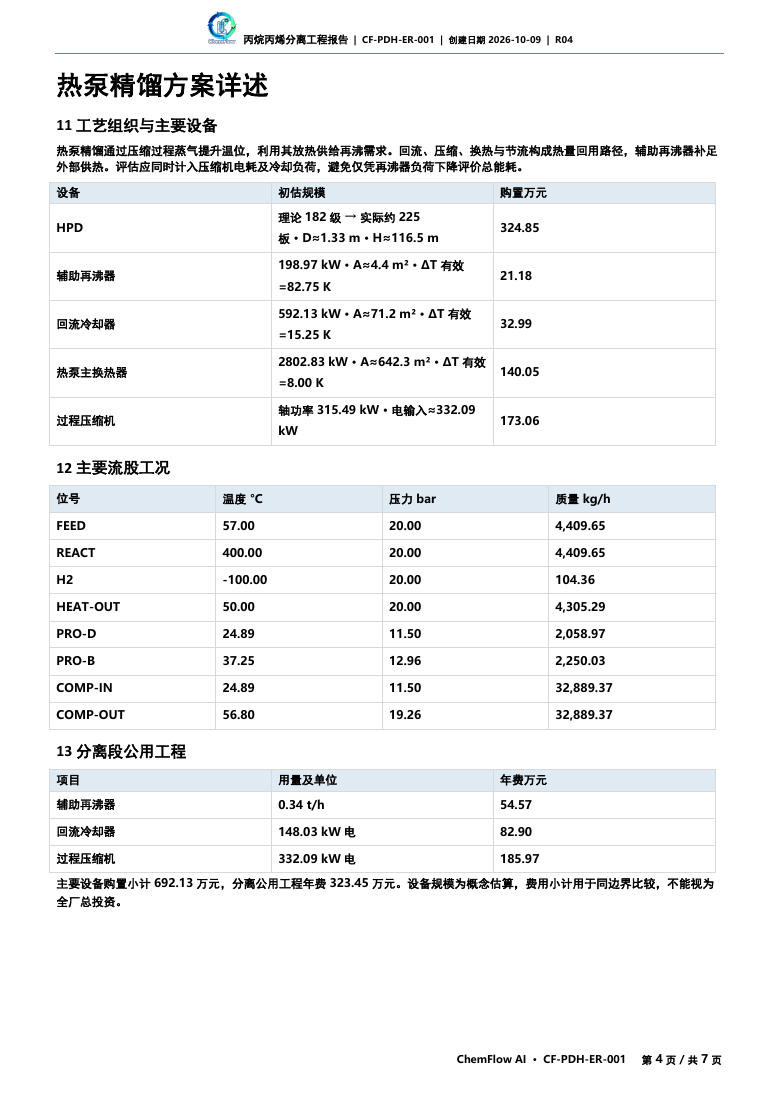 ChemFlow
丙烷丙烯分离工程报告 | CF-PDH-ER-001 | 创建日期 2026-10-09 | R04
热泵精馏方案详述
11 工艺组织与主要设备
热泵精馏通过压缩过程蒸气提升温位，利用其放热供给再沸需求。回流、压缩、换热与节流构成热量回用路径，辅助再沸器补足
外部供热。评估应同时计入压缩机电耗及冷却负荷，避免仅凭再沸器负荷下降评价总能耗。
设备 初估规模 购置万元
HPD 理论 182 级 → 实际约 225
板·D≈1.33 m·H≈116.5 m 324.85
辅助再沸器 198.97 kW·A≈4.4 m²·ΔT 有效
=82.75 K 21.18
回流冷却器 592.13 kW·A≈71.2 m²·ΔT 有效
=15.25 K 32.99
热泵主换热器 2802.83 kW·A≈642.3 m²·ΔT 有效
=8.00 K 140.05
过程压缩机 轴功率 315.49 kW·电输入≈332.09
kW 173.06
12 主要流股工况
位号 温度 °C 压力 bar 质量 kg/h
FEED 57.00 20.00 4,409.65
REACT 400.00 20.00 4,409.65
H2 -100.00 20.00 104.36
HEAT-OUT 50.00 20.00 4,305.29
PRO-D 24.89 11.50 2,058.97
PRO-B 37.25 12.96 2,250.03
COMP-IN 24.89 11.50 32,889.37
COMP-OUT 56.80 19.26 32,889.37
13 分离段公用工程
项目 用量及单位 年费万元
辅助再沸器 0.34 t/h 54.57
回流冷却器 148.03 kW 电 82.90
过程压缩机 332.09 kW 电 185.97
主要设备购置小计 692.13 万元，分离公用工程年费 323.45 万元。设备规模为概念估算，费用小计用于同边界比较，不能视为
全厂总投资。
ChemFlow AI · CF-PDH-ER-001 第 4 页 / 共 7 页